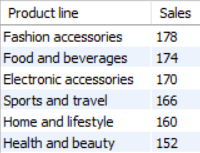 Product line Sales
Fashion accessories 178
Food and beverages 174
Electronic accessories 170
Sports and travel 166
Home and lifestyle 160
Health and beauty 152